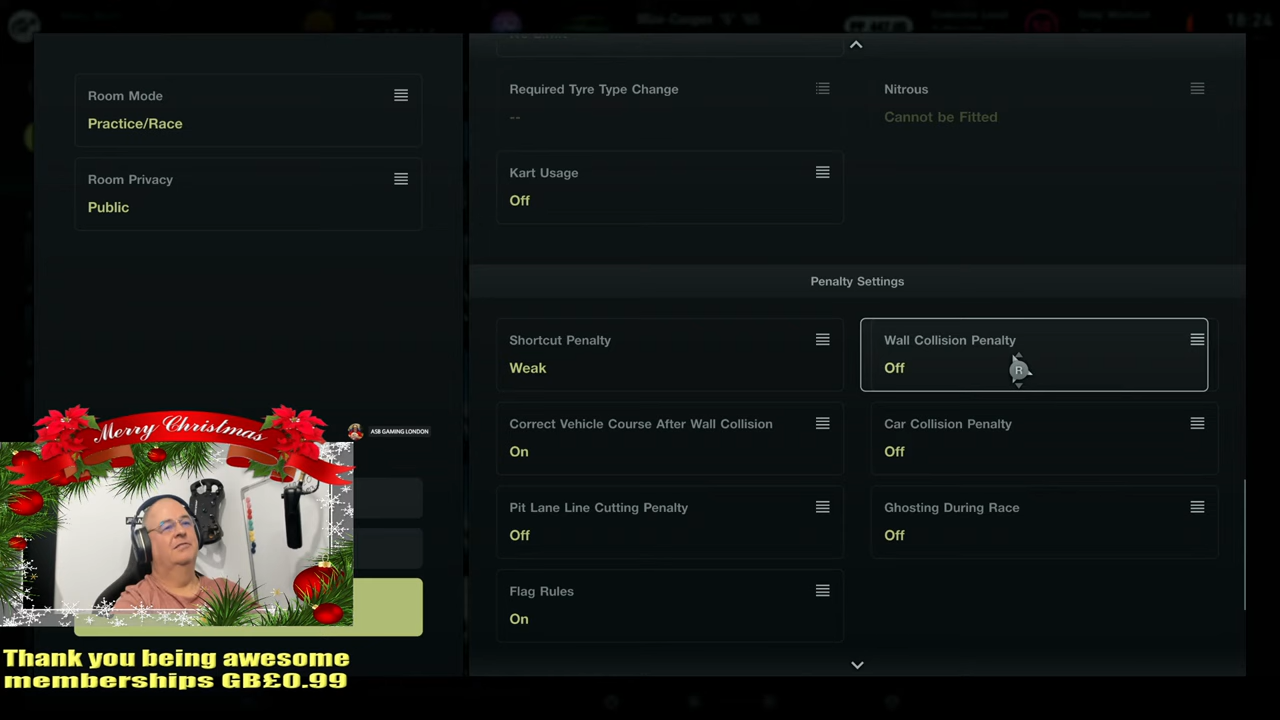 18:24
Required Tyre Type Change
--
Nitrous
Cannot be Fitted
Room Mode
Practice/Race
Room Privacy
Public
Kart Usage
Off
Penalty Settings
Shortcut Penalty
Weak
Wall Collision Penalty
Off
R
Correct Vehicle Course After Wall Collision
On
Car Collision Penalty
Off
Pit Lane Line Cutting Penalty
Off
Ghosting During Race
Off
Flag Rules
On
Merry Christmas
ASB GAMING LONDON
Thank you being awesome
memberships GB£0.99